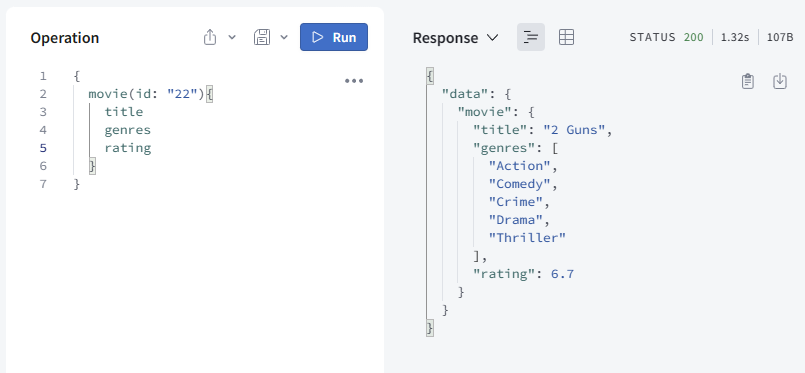 Operation
Run
1 {
2 movie(id: "22"){
3 title
4 genres
5 rating
6 }
7 }
Response
STATUS 200 1.32s 107B
{
"data": {
"movie": {
"title": "2 Guns",
"genres": [
"Action",
"Comedy",
"Crime",
"Drama",
"Thriller"
],
"rating": 6.7
}
}
}